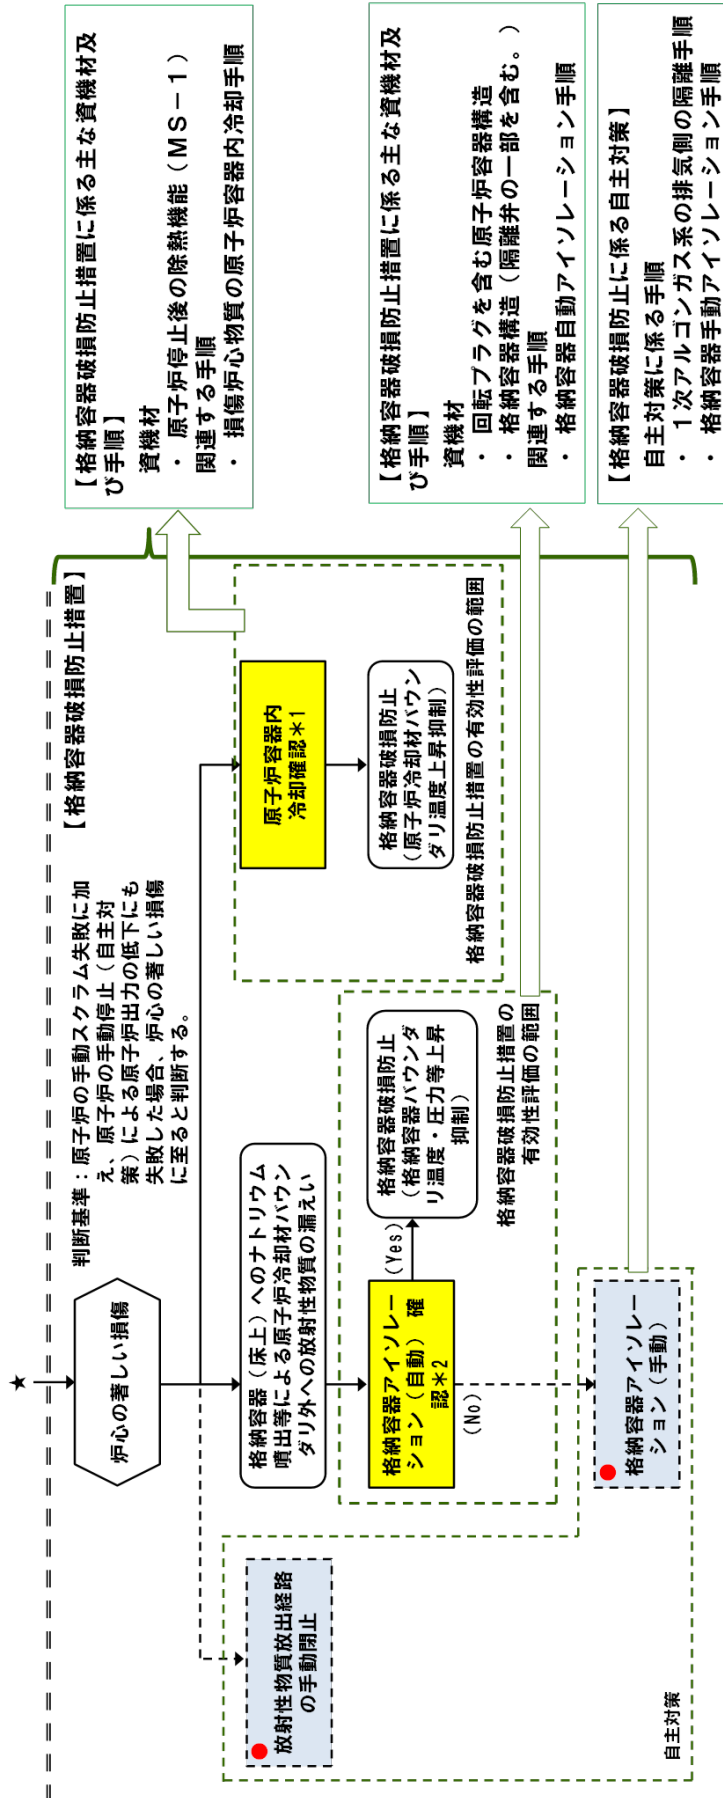 ★
【格納容器破損防止措置】
炉心の著しい損傷
判断基準：原子炉の手動スクラム失敗に加
え、原子炉の手動停止（自主対
策）による原子炉出力の低下にも
失敗した場合、炉心の著しい損傷
に至ると判断する。
放射性物質放出経路
の手動閉止
格納容器（床上）へのナトリウム
噴出等による原子炉冷却材バウン
ダリ外への放射性物質の漏えい
原子炉容器内
冷却確認＊1
格納容器アイソレー
ション（自動）　確
認＊2
(Yes)
(No)
格納容器破損防止
（格納容器バウンダ
リ温度・圧力等上昇
抑制）
格納容器破損防止
（原子炉冷却材バウン
ダリ温度上昇抑制）
格納容器破損防止措置の有効性評価の範囲
格納容器破損防止措置の
有効性評価の範囲
格納容器アイソレー
ション（手動）
自主対策
【格納容器破損防止措置に係る主な資機材及
び手順】
資機材
・ 原子炉停止後の除熱機能（ＭＳ－１）
関連する手順
・ 損傷炉心物質の原子炉容器内冷却手順
【格納容器破損防止措置に係る主な資機材及
び手順】
資機材
・ 回転プラグを含む原子炉容器構造
・ 格納容器構造（隔離弁の一部を含む。）
関連する手順
・ 格納容器自動アイソレーション手順
【格納容器破損防止に係る自主対策】
自主対策に係る手順
・ １次アルゴンガス系の排気側の隔離手順
・ 格納容器手動アイソレーション手順